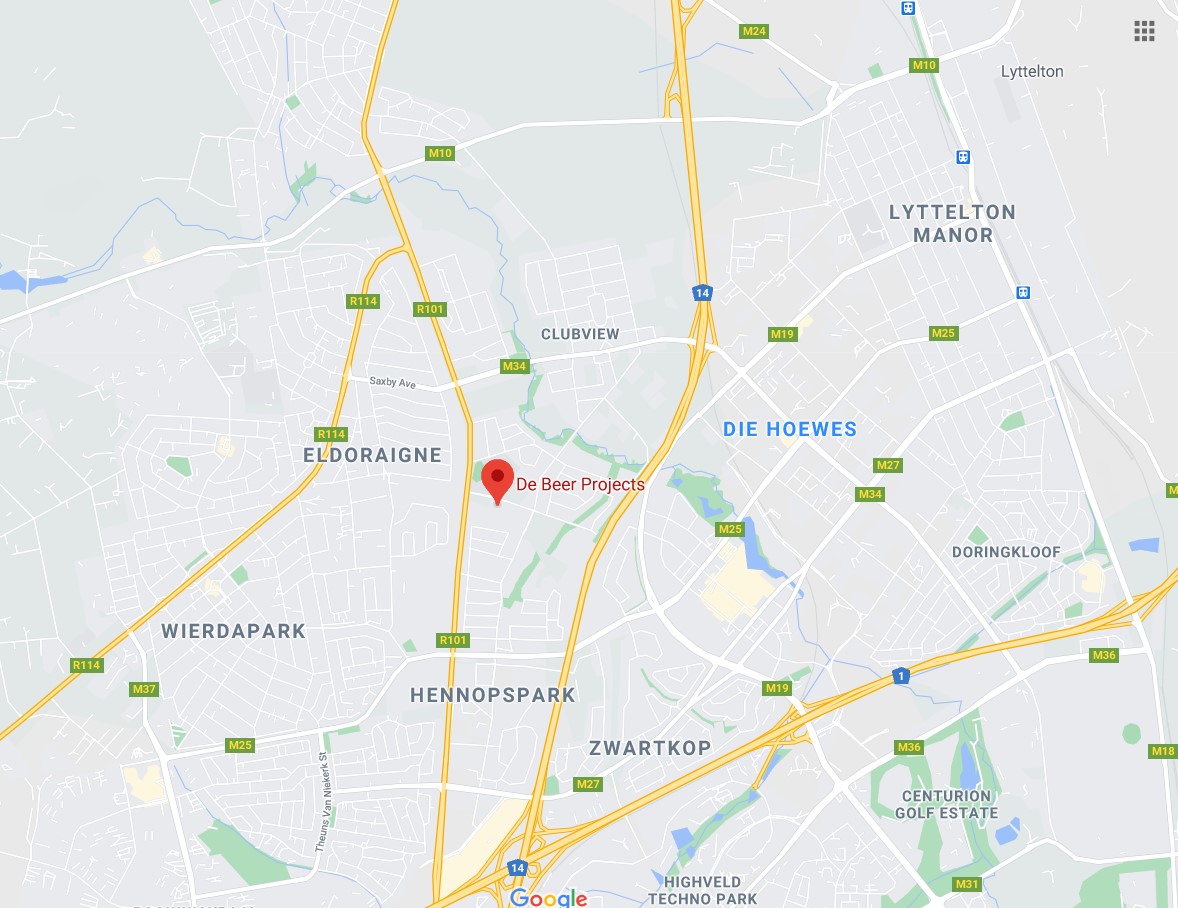 M24
M10
Lyttelton
M10
LYTTELTON
MANOR
14
R114
R101
CLUBVIEW
M19
M25
M34
Saxby Ave
DIE HOEWES
R114
ELDORAIGNE
M27
De Beer Projects
M34
M25
DORINGKLOOF
WIERDAPARK
R101
R114
M36
M37
1
M19
HENNOPSPARK
M25
ZWARTKOP
M36
M18
Theuns Van Niekerk St
M27
CENTURION
GOLF ESTATE
14
HIGHVELD
TECHNO PARK
M31
Google